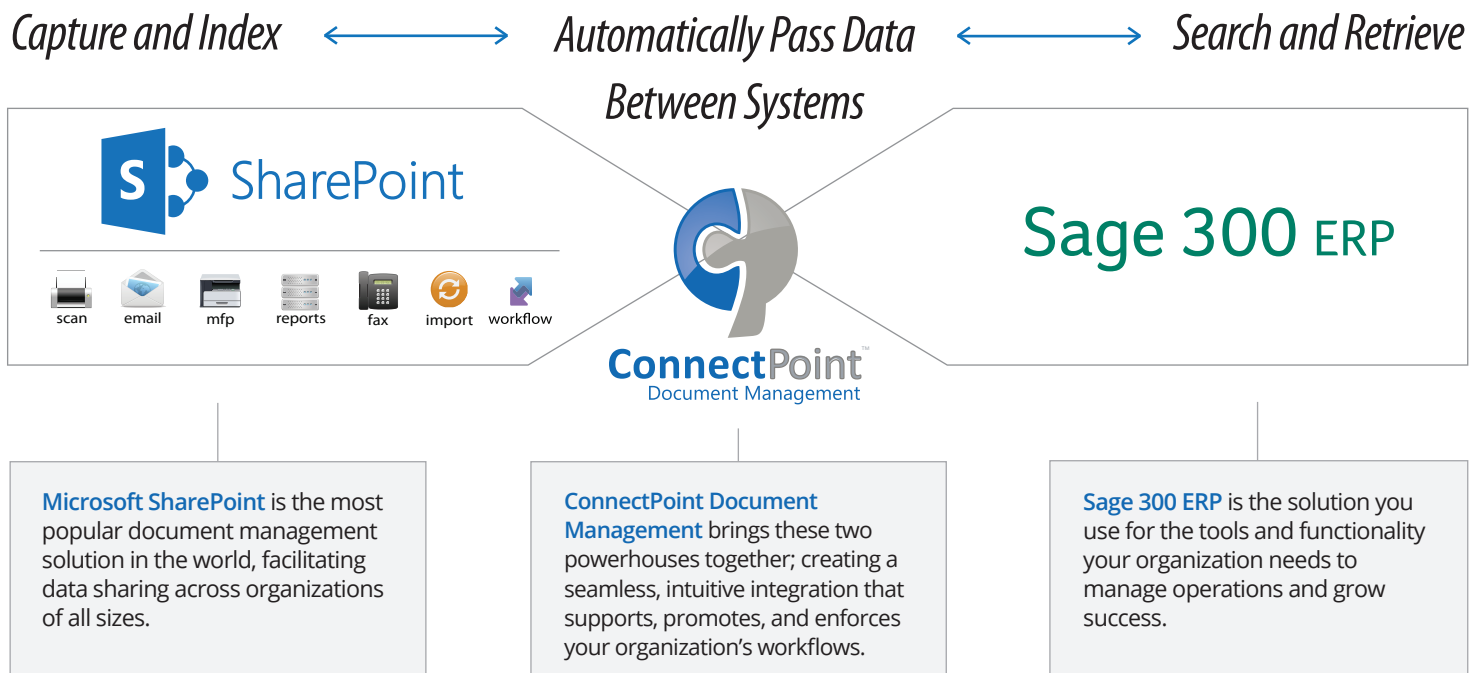 Capture and Index
Automatically Pass Data
Between Systems
Search and Retrieve
S
SharePoint
scan
email
mfp
reports
fax
import
workflow
ConnectPoint™
Document Management
Sage 300 ERP
Microsoft SharePoint is the most
popular document management
solution in the world, facilitating
data sharing across organizations
of all sizes.
ConnectPoint Document
Management brings these two
powerhouses together; creating a
seamless, intuitive integration that
supports, promotes, and enforces
your organization’s workflows.
Sage 300 ERP is the solution you
use for the tools and functionality
your organization needs to
manage operations and grow
success.